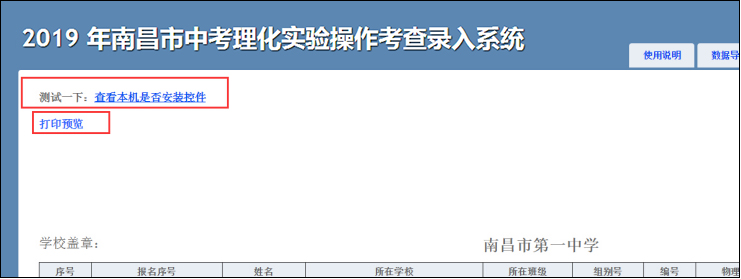 2019 年南昌市中考理化实验操作考查录入系统
使用说明 数据导
测试一下：查看本机是否安装控件
打印预览
学校盖章： 南昌市第一中学
序号 报名序号 姓名 所在学校 所在班级 组别号 编号 物理